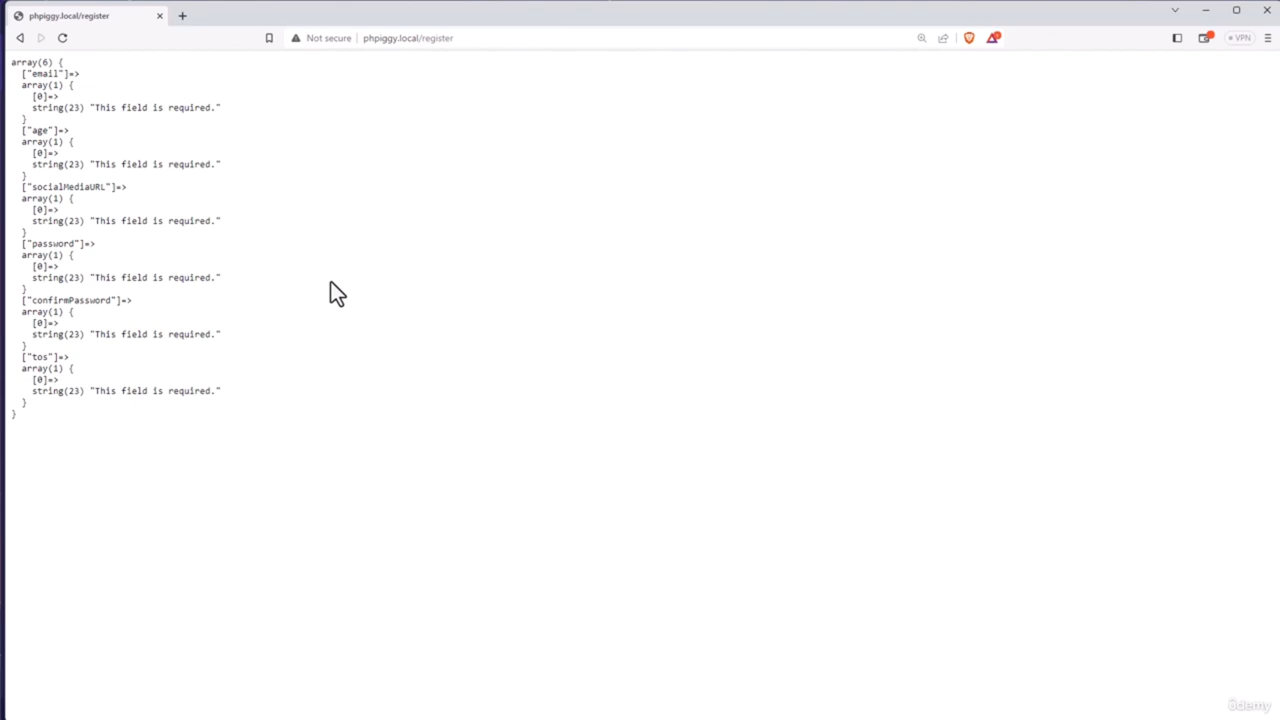 phpiggy.local/register
Not secure phpiggy.local/register
VPN
array(6) {
["email"]=>
array(1) {
[0]=>
string(23) "This field is required."
}
["age"]=>
array(1) {
[0]=>
string(23) "This field is required."
}
["socialMediaURL"]=>
array(1) {
[0]=>
string(23) "This field is required."
}
["password"]=>
array(1) {
[0]=>
string(23) "This field is required."
}
["confirmPassword"]=>
array(1) {
[0]=>
string(23) "This field is required."
}
["tos"]=>
array(1) {
[0]=>
string(23) "This field is required."
}
}
ûdemy